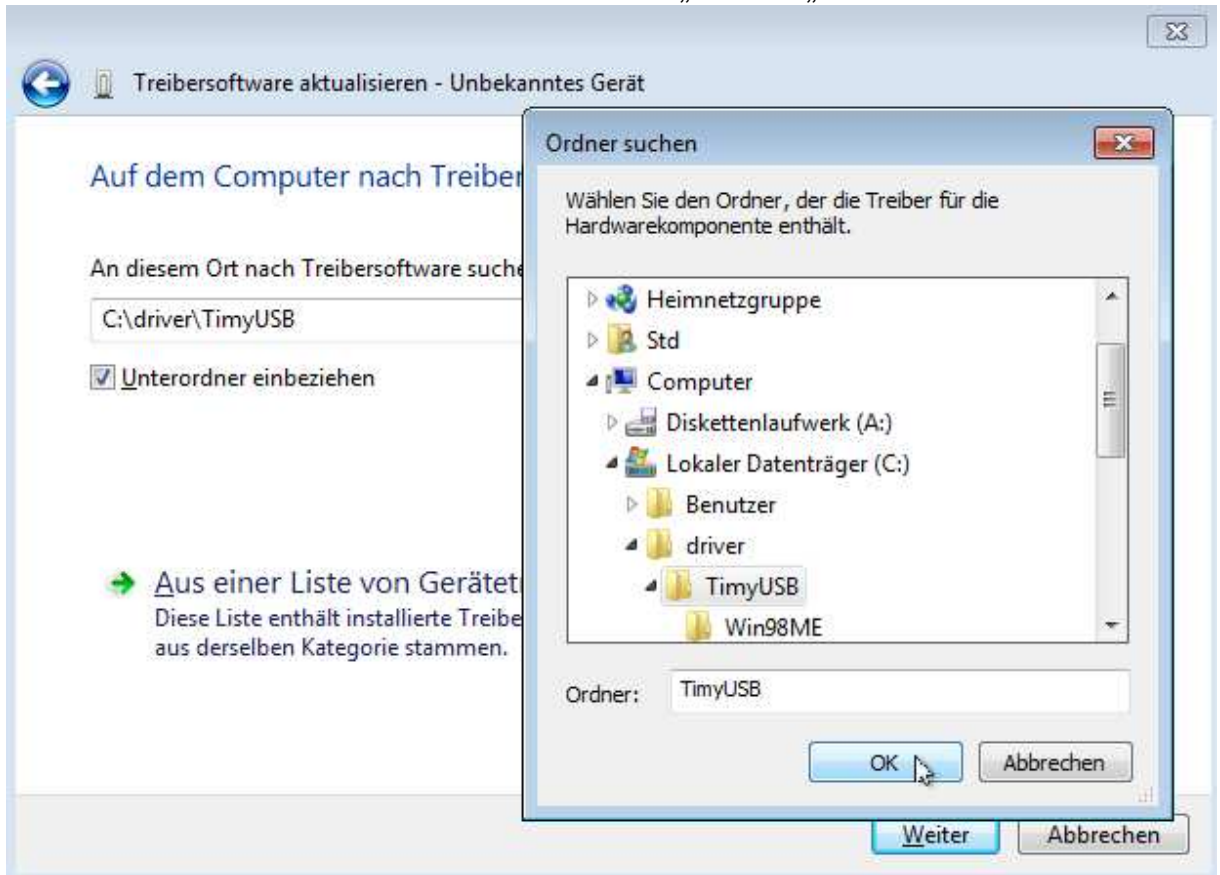 Treibersoftware aktualisieren - Unbekanntes Gerät
Auf dem Computer nach Treiber
An diesem Ort nach Treibersoftware suche
C:\driver\TimyUSB
Unterordner einbeziehen
Aus einer Liste von Gerätet
Diese Liste enthält installierte Treibe
aus derselben Kategorie stammen.
Ordner suchen
Wählen Sie den Ordner, der die Treiber für die
Hardwarekomponente enthält.
Heimnetzgruppe
Std
Computer
Diskettenlaufwerk (A:)
Lokaler Datenträger (C:)
Benutzer
driver
TimyUSB
Win98ME
Ordner: TimyUSB
OK Abbrechen
Weiter Abbrechen